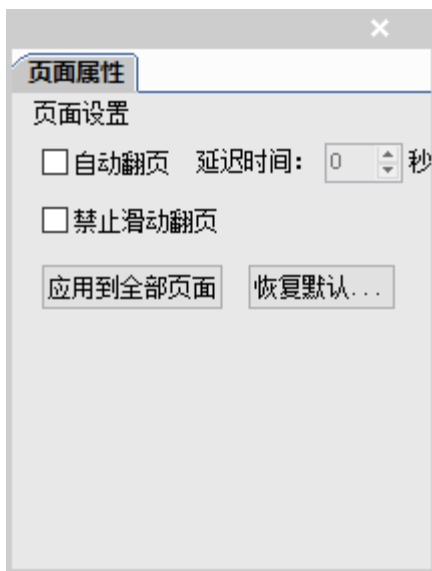 页面属性
页面设置
自动翻页 延迟时间: 0 秒
禁止滑动翻页
应用到全部页面 恢复默认...